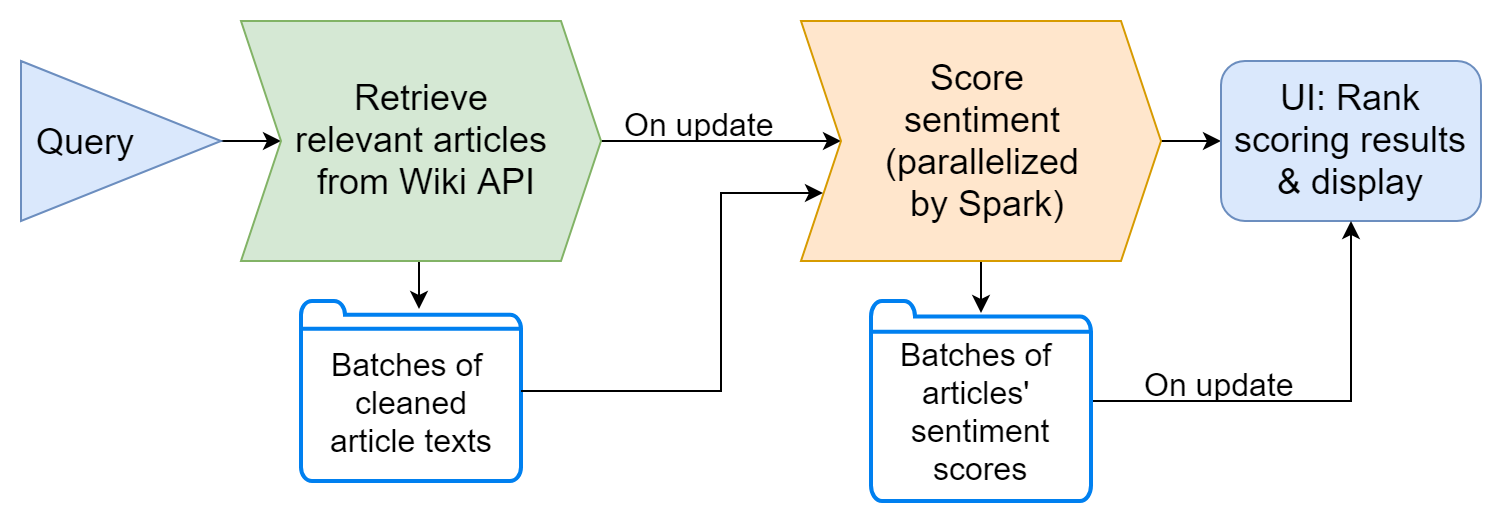 Query
Retrieve
relevant articles
from Wiki API
On update
Score
sentiment
(parallelized
by Spark)
UI: Rank
scoring results
& display
Batches of
cleaned
article texts
Batches of
articles'
sentiment
scores
On update